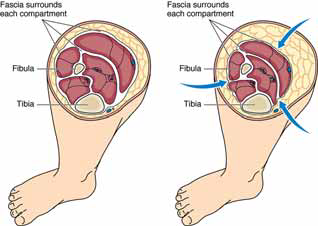 Fascia surrounds
each compartment
Fibula
Tibia
Fascia surrounds
each compartment
Fibula
Tibia